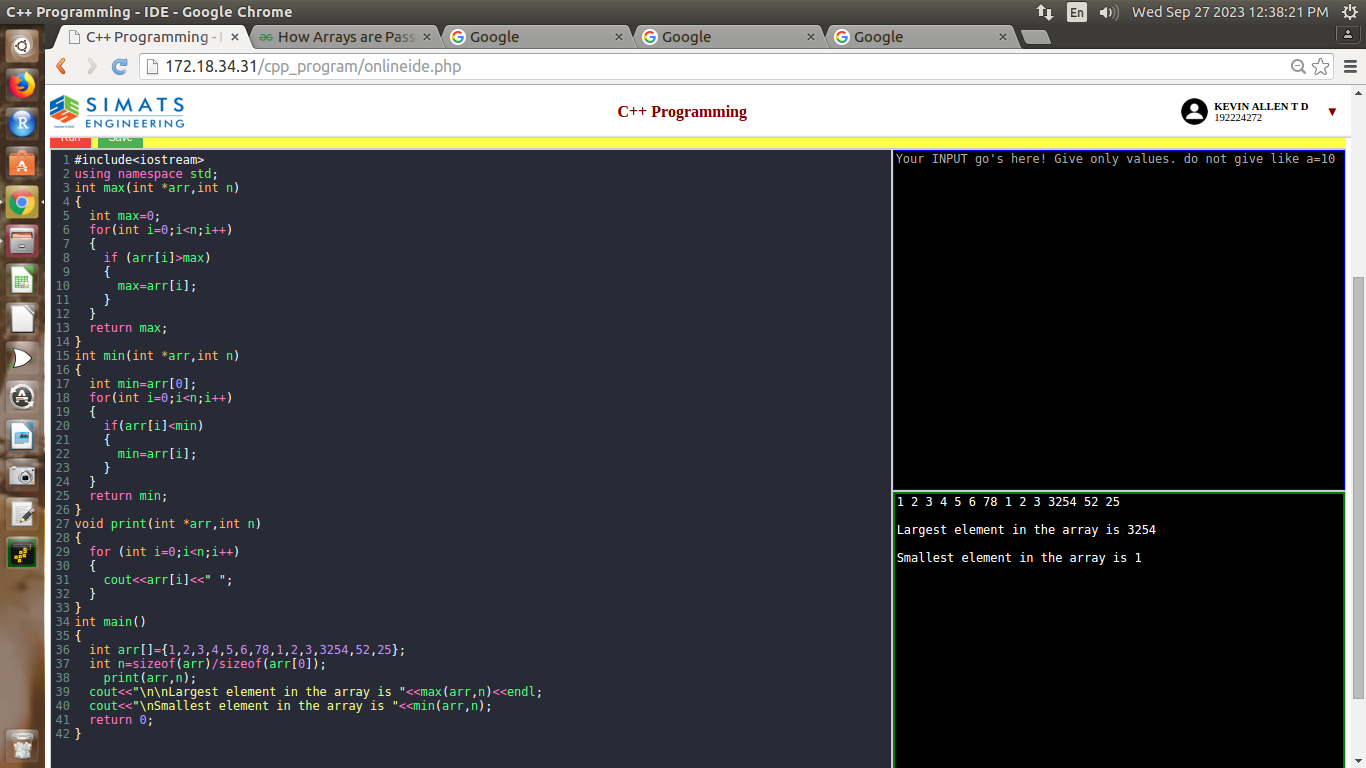 C++ Programming - IDE - Google Chrome
En
Wed Sep 27 2023 12:38:21 PM
C++ Programming - I
How Arrays are Pass
Google
Google
Google
172.18.34.31/cpp_program/onlineide.php
SIMATS
ENGINEERING
C++ Programming
KEVIN ALLEN T D
192224272
Run
Save
1 #include<iostream>
2 using namespace std;
3 int max(int *arr,int n)
4 {
5   int max=0;
6   for(int i=0;i<n;i++)
7   {
8     if (arr[i]>max)
9     {
10       max=arr[i];
11     }
12   }
13   return max;
14 }
15 int min(int *arr,int n)
16 {
17   int min=arr[0];
18   for(int i=0;i<n;i++)
19   {
20     if(arr[i]<min)
21     {
22       min=arr[i];
23     }
24   }
25   return min;
26 }
27 void print(int *arr,int n)
28 {
29   for (int i=0;i<n;i++)
30   {
31     cout<<arr[i]<<" ";
32   }
33 }
34 int main()
35 {
36   int arr[]={1,2,3,4,5,6,78,1,2,3,3254,52,25};
37   int n=sizeof(arr)/sizeof(arr[0]);
38     print(arr,n);
39   cout<<"\n\nLargest element in the array is "<<max(arr,n)<<endl;
40   cout<<"\nSmallest element in the array is "<<min(arr,n);
41   return 0;
42 }
Your INPUT go's here! Give only values. do not give like a=10
1 2 3 4 5 6 78 1 2 3 3254 52 25
Largest element in the array is 3254
Smallest element in the array is 1